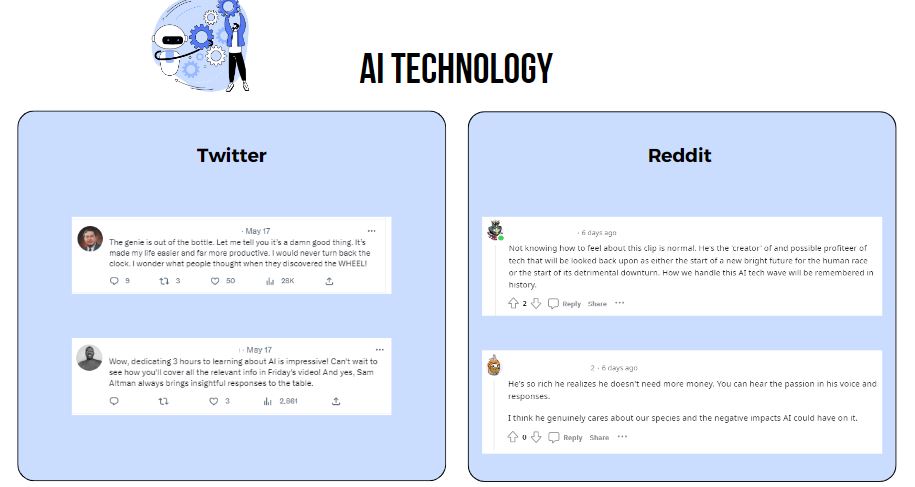 AI TECHNOLOGY
Twitter
· May 17
The genie is out of the bottle. Let me tell you it's a damn good thing. It's
made my life easier and far more productive. I would never turn back the
clock. I wonder what people thought when they discovered the WHEEL!
9 3 50 28K
· May 17
Wow, dedicating 3 hours to learning about AI is impressive! Can't wait to
see how you'll cover all the relevant info in Friday's video! And yes, Sam
Altman always brings insightful responses to the table.
3 2,881
Reddit
· 6 days ago
Not knowing how to feel about this clip is normal. He's the 'creator' of and possible profiteer of
tech that will be looked back upon as either the start of a new bright future for the human race
or the start of its detrimental downturn. How we handle this AI tech wave will be remembered in
history.
2 Reply Share ···
2 · 6 days ago
He's so rich he realizes he doesn't need more money. You can hear the passion in his voice and
responses.
I think he genuinely cares about our species and the negative impacts AI could have on it.
0 Reply Share ···